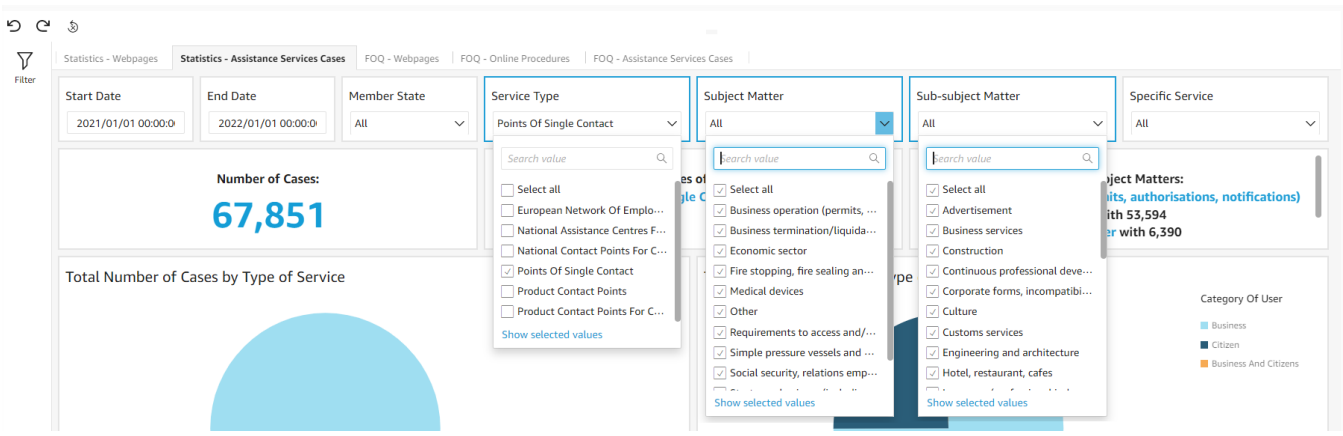 Filter
Statistics - Webpages
Statistics - Assistance Services Cases
FOQ - Webpages
FOQ - Online Procedures
FOQ - Assistance Services Cases
Start Date
2021/01/01 00:00:0
End Date
2022/01/01 00:00:0
Member State
All
Service Type
Points Of Single Contact
Subject Matter
All
Sub-subject Matter
All
Specific Service
All
Number of Cases:
67,851
Search value
Select all
European Network Of Emplo···
National Assistance Centres F···
National Contact Points For C···
Points Of Single Contact
Product Contact Points
Product Contact Points For C···
Show selected values
es of
gle C
Search value
Select all
Business operation (permits, ···
Business termination/liquida···
Economic sector
Fire stopping, fire sealing an···
Medical devices
Other
Requirements to access and/···
Simple pressure vessels and ···
Social security, relations emp···
Show selected values
Search value
Select all
Advertisement
Business services
Construction
Continuous professional deve···
Corporate forms, incompatibi···
Culture
Customs services
Engineering and architecture
Hotel, restaurant, cafes
Show selected values
ject Matters:
its, authorisations, notifications)
ith 53,594
er with 6,390
Total Number of Cases by Type of Service
ype
Category Of User
Business
Citizen
Business And Citizens